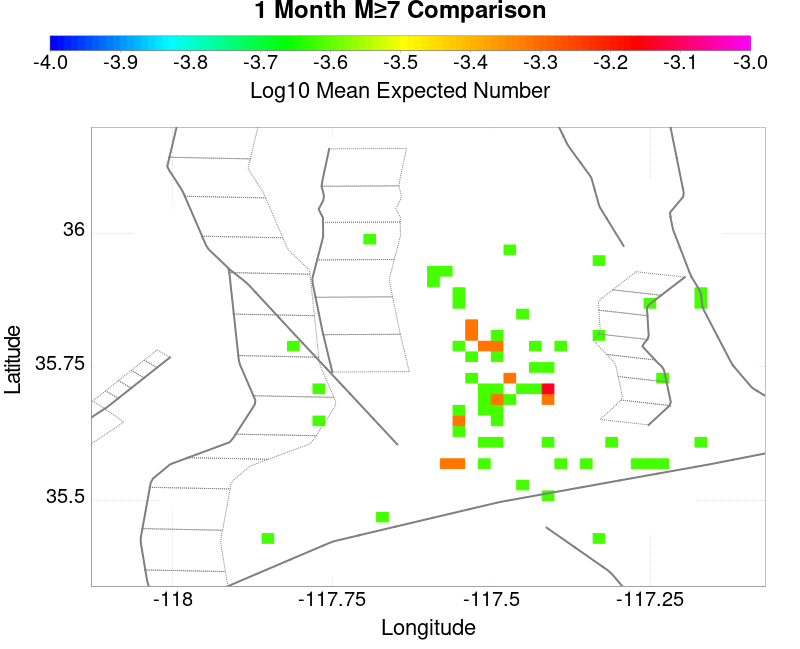 1 Month M≥7 Comparison
-4.0 -3.9 -3.8 -3.7 -3.6 -3.5 -3.4 -3.3 -3.2 -3.1 -3.0
Log10 Mean Expected Number
36
35.75
35.5
Latitude
-118 -117.75 -117.5 -117.25
Longitude